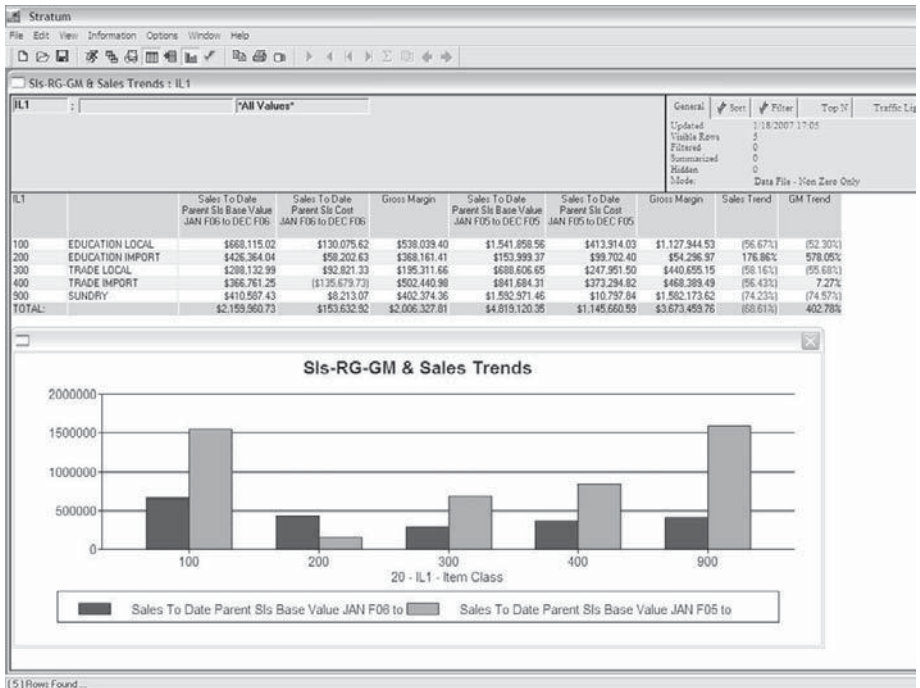 Stratum
File Edit View Information Options Window Help
Sls-RG-GM & Sales Trends : IL1
IL1 : *All Values*
General Sort Filter Top N Traffic Lig
Updated 1/18/2007 17:05
Visible Rows 5
Filtered 0
Summarized 0
Hidden 0
Mode: Data File - Non Zero Only
IL1 Sales To Date Sales To Date Gross Margin Sales To Date Sales To Date Gross Margin Sales Trend GM Trend
Parent Sls Base Value Parent Sls Cost Parent Sls Base Value Parent Sls Cost
JAN F06 to DEC F06 JAN F06 to DEC F06 JAN F05 to DEC F05 JAN F05 to DEC F05
100 EDUCATION LOCAL $668,115.02 $130,075.62 $538,039.40 $1,541,858.56 $413,914.03 $1,127,944.53 (56.67%) (52.30%)
200 EDUCATION IMPORT $426,364.04 $58,202.63 $368,161.41 $153,999.37 $99,702.40 $54,296.97 176.86% 578.05%
300 TRADE LOCAL $288,132.99 $92,821.33 $195,311.66 $688,606.65 $247,951.50 $440,655.15 (58.16%) (55.68%)
400 TRADE IMPORT $366,761.25 ($135,679.73) $502,440.98 $841,684.31 $373,294.82 $468,389.49 (56.43%) 7.27%
900 SUNDRY $410,587.43 $8,213.07 $402,374.36 $1,592,971.46 $10,797.84 $1,582,173.62 (74.23%) (74.57%)
TOTAL: $2,159,960.73 $153,632.92 $2,006,327.81 $4,819,120.35 $1,145,660.59 $3,673,459.76 (68.61%) 402.78%
Sls-RG-GM & Sales Trends
2000000
1500000
1000000
500000
0
100 200 300 400 900
20 - IL1 - Item Class
Sales To Date Parent Sls Base Value JAN F06 to Sales To Date Parent Sls Base Value JAN F05 to
[5] Rows Found...